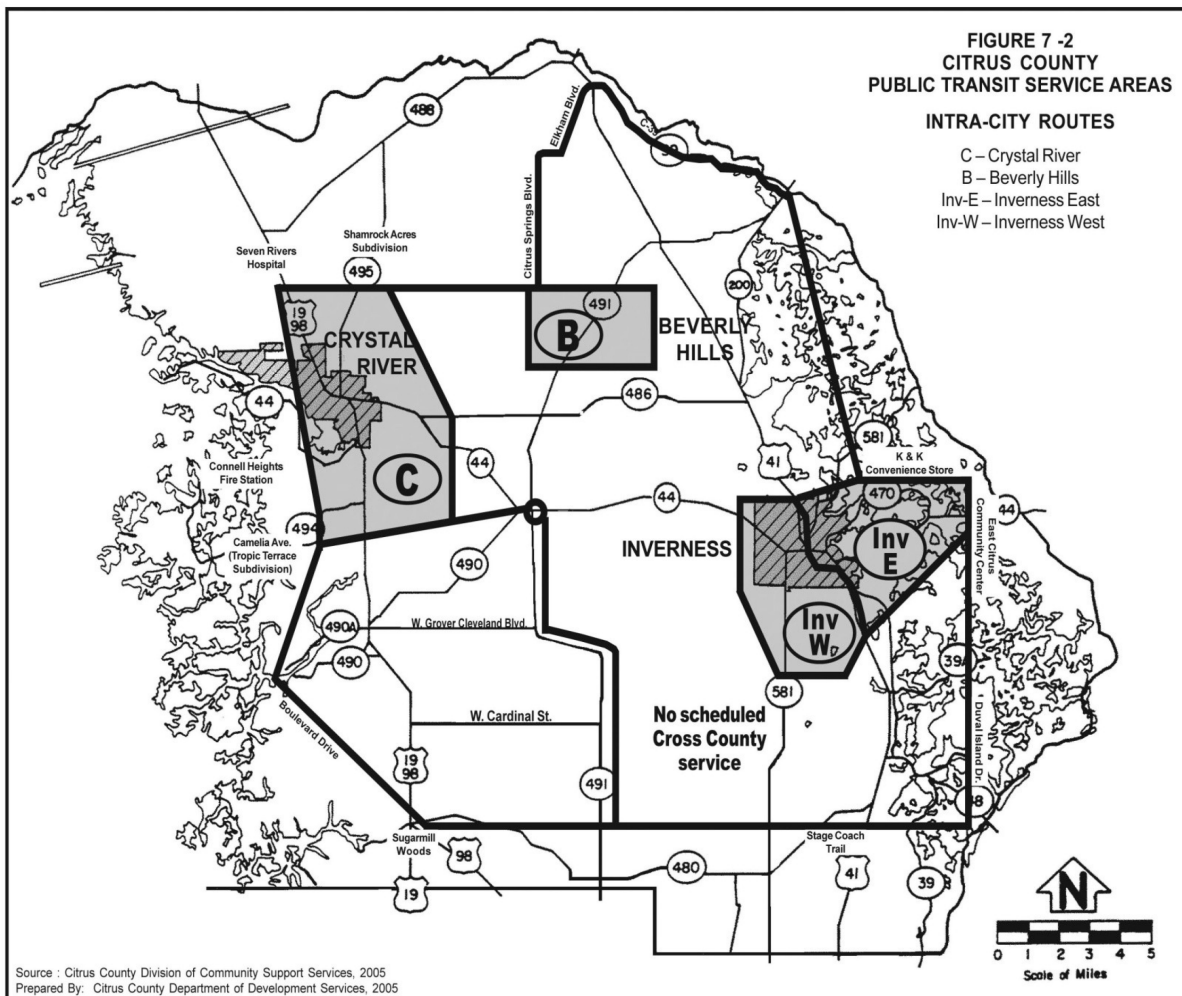 FIGURE 7 -2
CITRUS COUNTY
PUBLIC TRANSIT SERVICE AREAS
INTRA-CITY ROUTES
C – Crystal River
B – Beverly Hills
Inv-E – Inverness East
Inv-W – Inverness West
488
Elkham Blvd.
C-39
39
Citrus Springs Blvd.
Seven Rivers
Hospital
Shamrock Acres
Subdivision
495
200
19
98
491
B
BEVERLY
HILLS
CRYSTAL
RIVER
486
44
581
41
K & K
Convenience Store
Connell Heights
Fire Station
C
44
44
470
44
494
INVERNESS
Inv
E
East Citrus
Community Center
Camelia Ave.
(Tropic Terrace
Subdivision)
490
490A
W. Grover Cleveland Blvd.
490
Inv
W
39A
581
Boulevard Drive
W. Cardinal St.
No scheduled
Cross County
service
Duval Island Dr.
19
98
491
48
Sugarmill
Woods
98
480
Stage Coach
Trail
41
39
19
N
0 1 2 3 4 5
Scale of Miles
Source : Citrus County Division of Community Support Services, 2005
Prepared By: Citrus County Department of Development Services, 2005